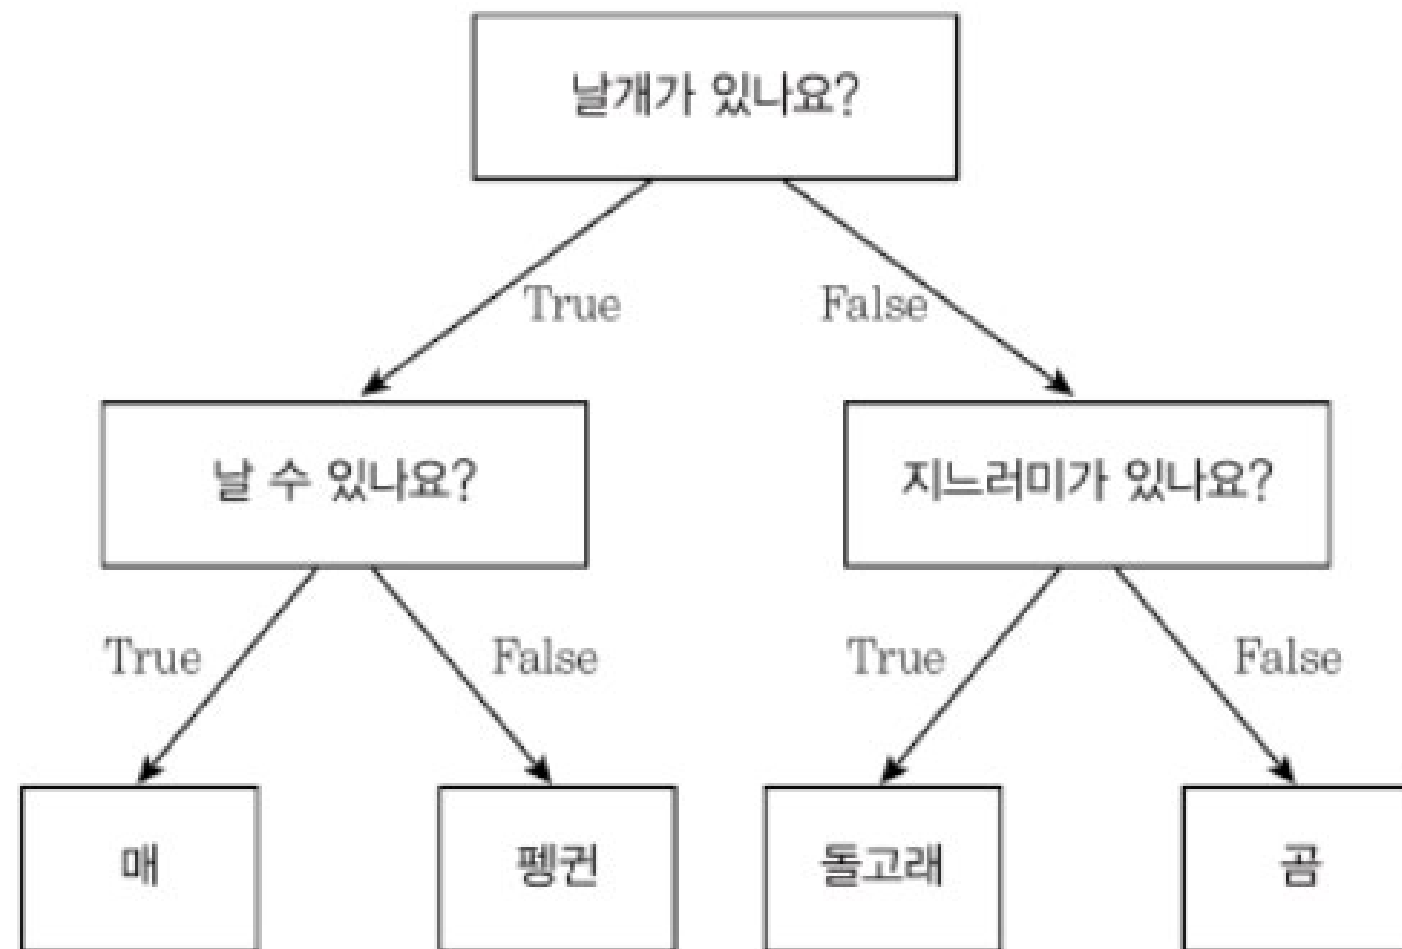 날개가 있나요?
True
False
날 수 있나요?
지느러미가 있나요?
True
False
True
False
매
펭귄
돌고래
곰